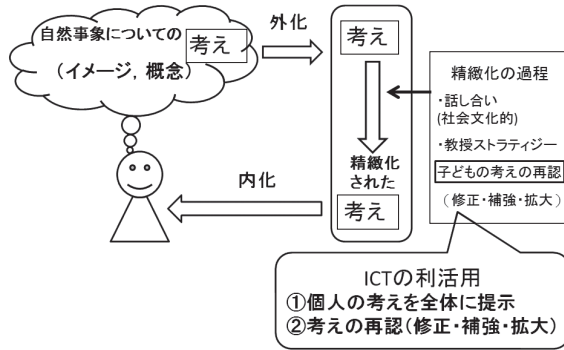 自然事象についての 考え
（イメージ，概念）
外化
考え
精緻化
された
考え
内化
精緻化の過程
・話し合い
(社会文化的)
・教授ストラティジー
子どもの考えの再認
（修正・補強・拡大）
ICTの利活用
①個人の考えを全体に提示
②考えの再認（修正・補強・拡大）